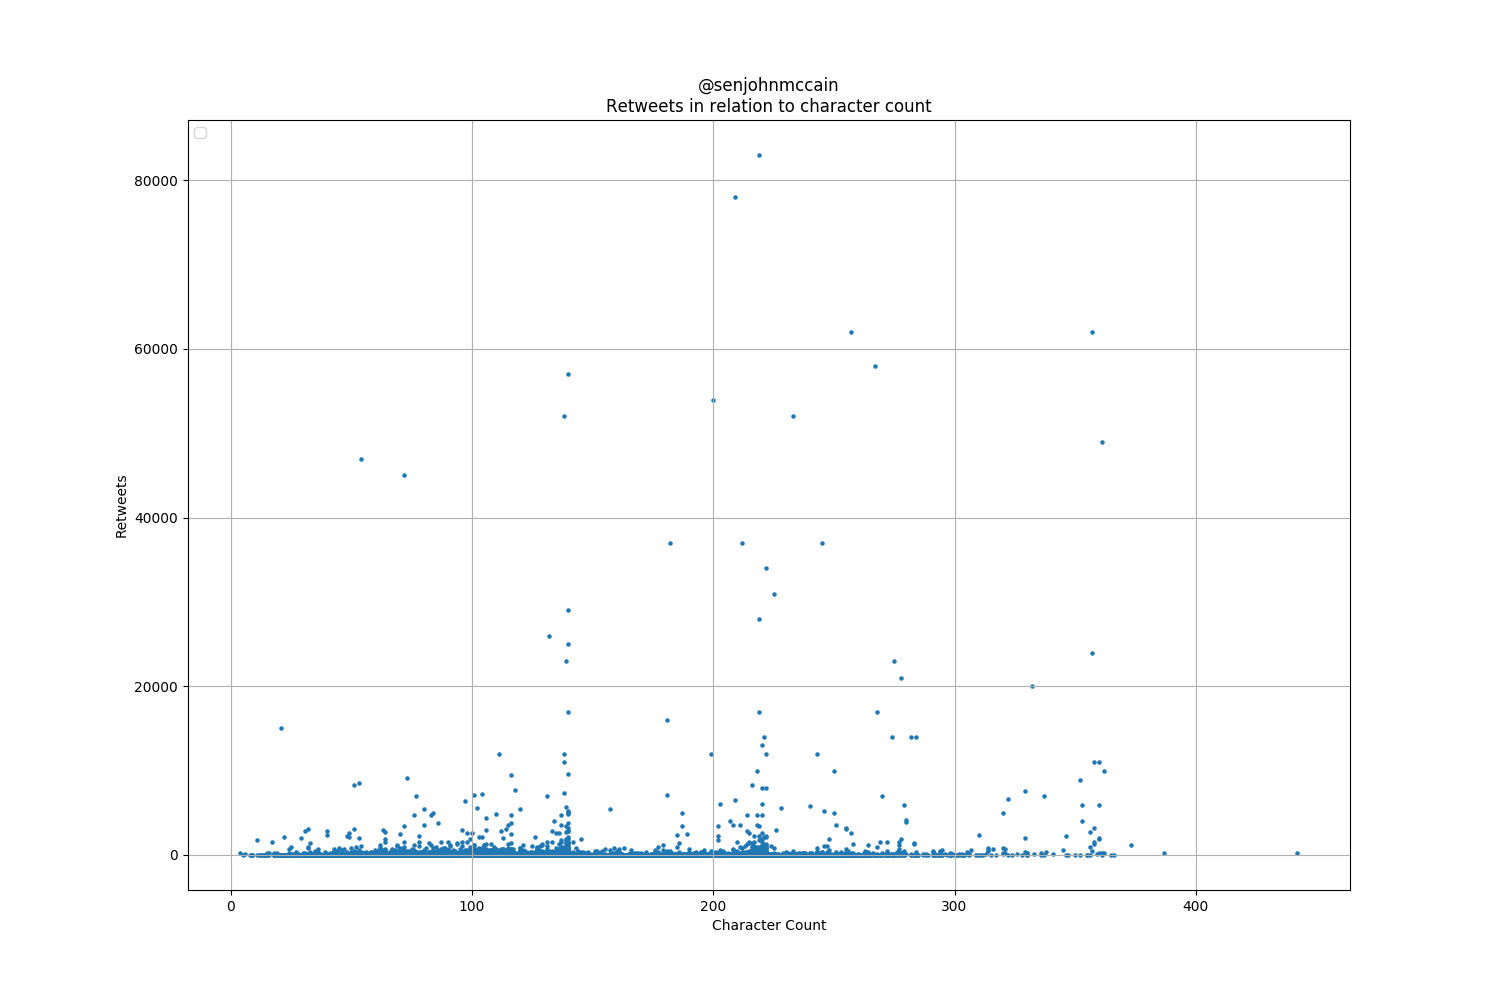 @senjohnmccain
Retweets in relation to character count
80000
60000
40000
20000
0
Retweets
0 100 200 300 400
Character Count